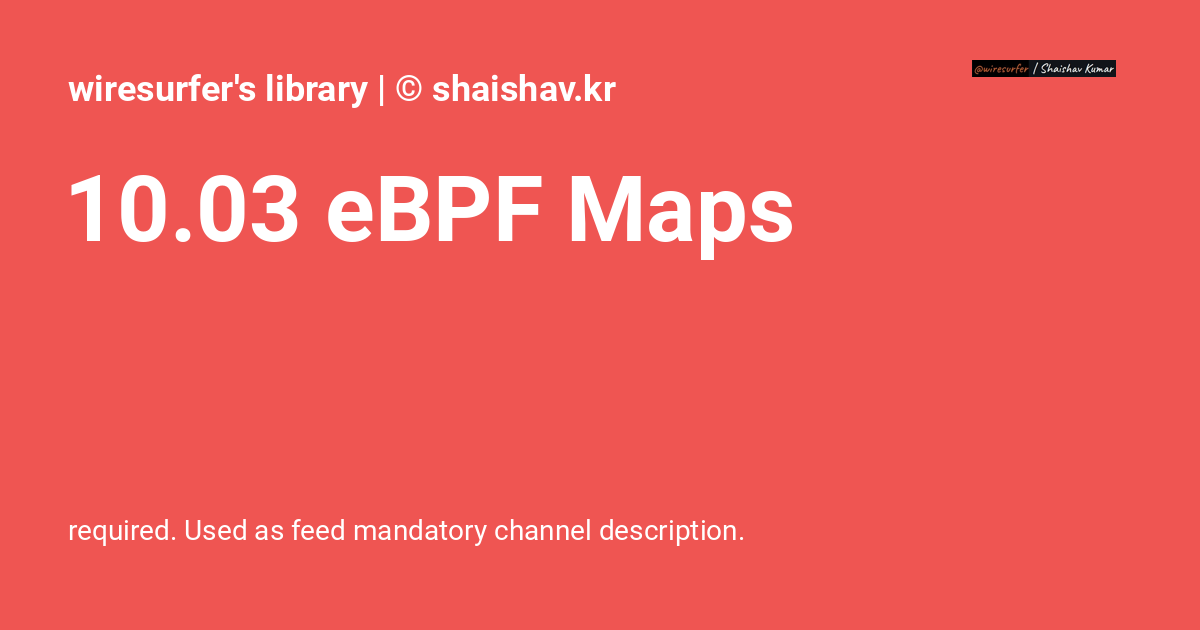 wiresurfer's library | © shaishav.kr
@wiresurfer | Shaishav Kumar
10.03 eBPF Maps
required. Used as feed mandatory channel description.